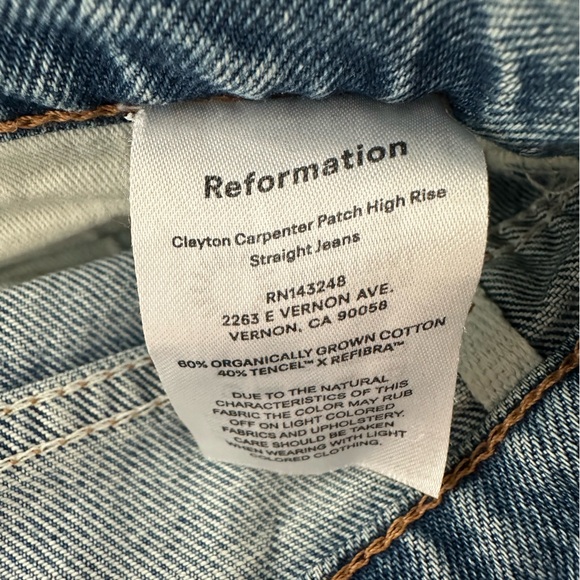 Reformation
Clayton Carpenter Patch High Rise
Straight Jeans
RN143248
2263 E VERNON AVE.
VERNON, CA 90058
60% ORGANICALLY GROWN COTTON
40% TENCEL™ X REFIBRA™
DUE TO THE NATURAL
CHARACTERISTICS OF THIS
FABRIC THE COLOR MAY RUB
OFF ON LIGHT COLORED
FABRICS AND UPHOLSTERY.
CARE SHOULD BE TAKEN
WHEN WEARING WITH LIGHT
COLORED CLOTHING.